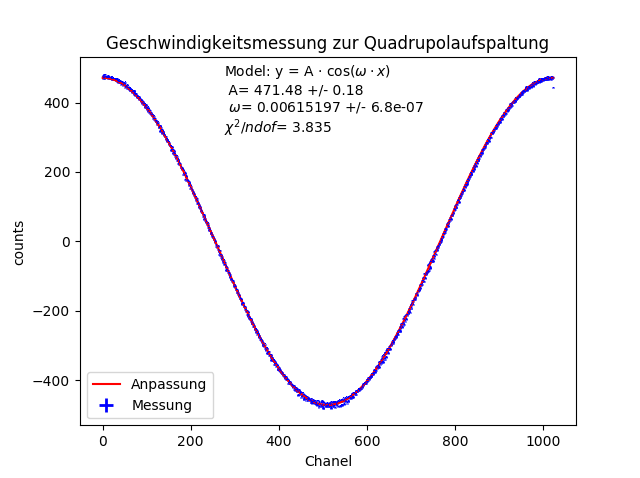 Geschwindigkeitsmessung zur Quadrupolaufspaltung
Model: y = A · cos(ω · x)
A= 471.48 +/- 0.18
ω= 0.00615197 +/- 6.8e-07
χ²/ndof= 3.835
counts
400
200
0
−200
−400
Anpassung
Messung
0 200 400 600 800 1000
Chanel